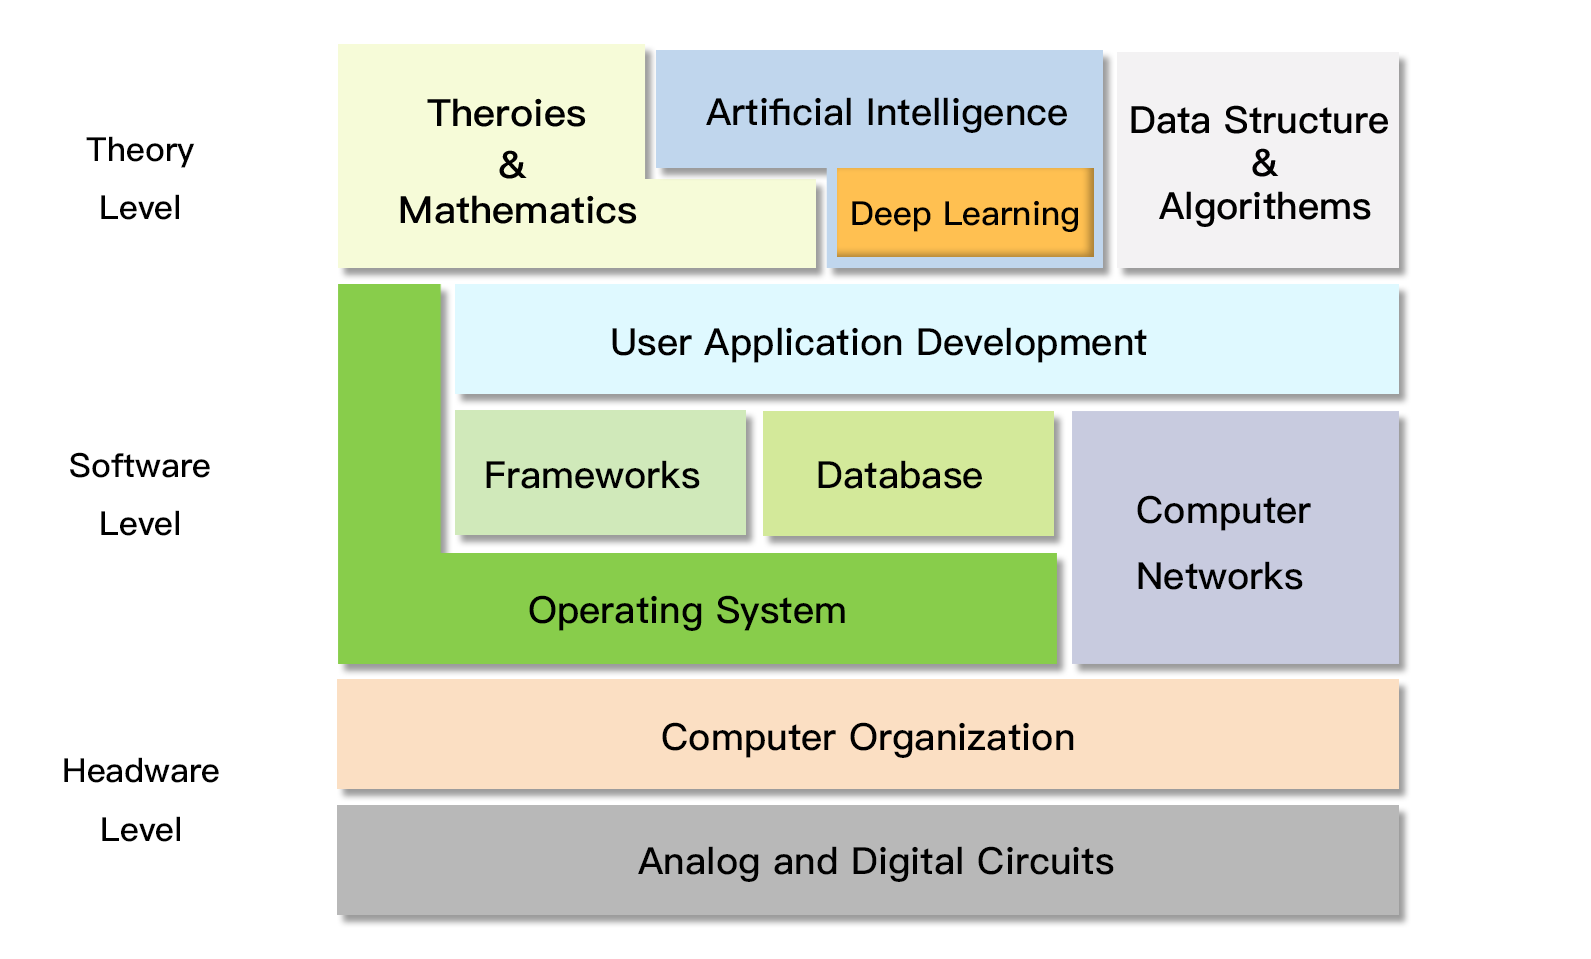 Theory
Level
Theroies
&
Mathematics
Artificial Intelligence
Deep Learning
Data Structure
&
Algorithems
Software
Level
User Application Development
Frameworks
Database
Computer
Networks
Operating System
Headware
Level
Computer Organization
Analog and Digital Circuits